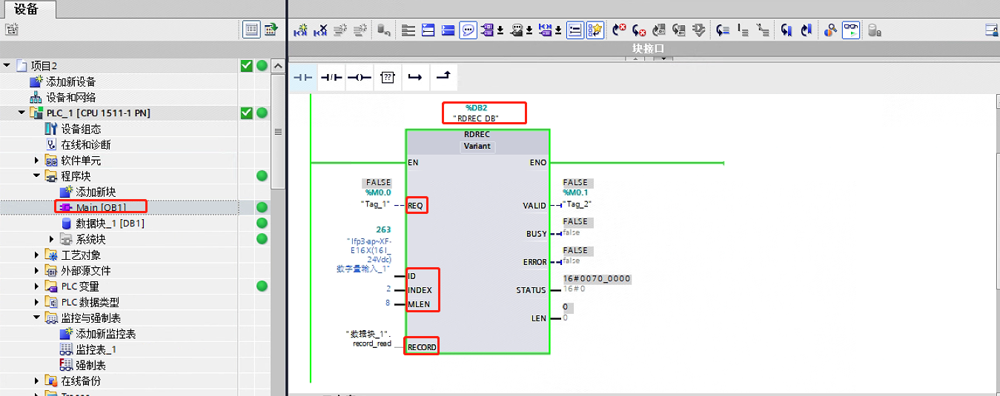 设备
块接口
项目2
添加新设备
设备和网络
PLC_1 [CPU 1511-1 PN]
设备组态
在线和诊断
软件单元
程序块
添加新块
Main [OB1]
数据块_1 [DB1]
系统块
工艺对象
外部源文件
PLC 变量
PLC 数据类型
监控与强制表
添加新监控表
监控表_1
强制表
在线备份
Traces
??
%DB2
"RDREC DB"
RDREC
Variant
EN
ENO
FALSE
%M0.0
"Tag_1"
REQ
FALSE
%M0.1
VALID
"Tag_2"
263
"lfp3-ap~XF-
E16X(16 I_
24Vdc)
数字量输入_1"
ID
FALSE
BUSY
false
FALSE
ERROR
false
2
INDEX
16#0070_0000
STATUS
16#0
8
MLEN
0
LEN
0
"数据块_1".
record_read
RECORD